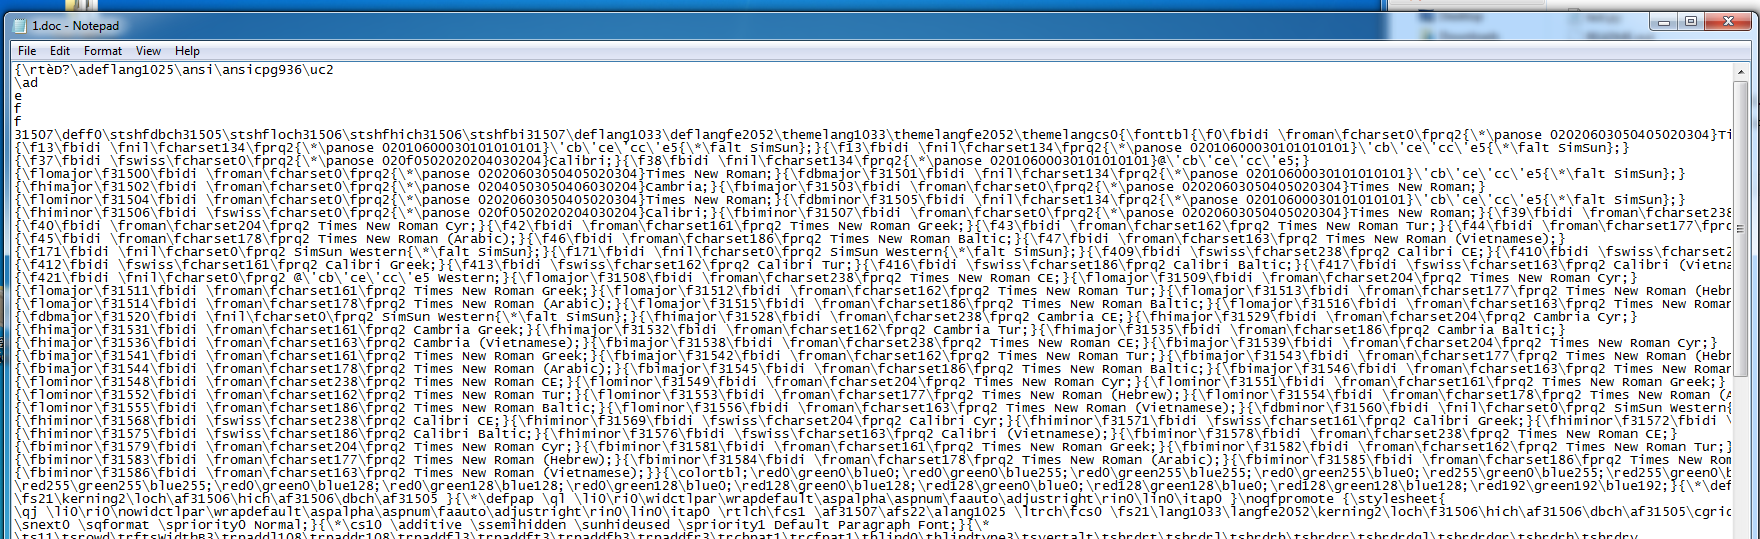 1.doc - Notepad
File Edit Format View Help
{\rtèD?\adeflang1025\ansi\ansicpg936\uc2
\ad
e
f
f
31507\deff0\stshfdbch31505\stshfloch31506\stshfhich31506\stshfbi31507\deflang1033\deflangfe2052\themelang1033\themelangfe2052\themelangcs0{\fonttbl{\f0\fbidi \froman\fcharset0\fprq2{\*\panose 02020603050405020304}Ti
{\f13\fbidi \fnil\fcharset134\fprq2{\*\panose 02010600030101010101}\'cb\'ce\'cc\'e5{\*\falt SimSun};}{\f13\fbidi \fnil\fcharset134\fprq2{\*\panose 02010600030101010101}\'cb\'ce\'cc\'e5{\*\falt SimSun};}
{\f37\fbidi \fswiss\fcharset0\fprq2{\*\panose 020f0502020204030204}Calibri;}{\f38\fbidi \fnil\fcharset134\fprq2{\*\panose 02010600030101010101}@\'cb\'ce\'cc\'e5;}
{\flomajor\f31500\fbidi \froman\fcharset0\fprq2{\*\panose 02020603050405020304}Times New Roman;}{\fdbmajor\f31501\fbidi \fnil\fcharset134\fprq2{\*\panose 02010600030101010101}\'cb\'ce\'cc\'e5{\*\falt SimSun};}
{\fhimajor\f31502\fbidi \froman\fcharset0\fprq2{\*\panose 02040503050406030204}Cambria;}{\fbimajor\f31503\fbidi \froman\fcharset0\fprq2{\*\panose 02020603050405020304}Times New Roman;}
{\flominor\f31504\fbidi \froman\fcharset0\fprq2{\*\panose 02020603050405020304}Times New Roman;}{\fdbminor\f31505\fbidi \fnil\fcharset134\fprq2{\*\panose 02010600030101010101}\'cb\'ce\'cc\'e5{\*\falt SimSun};}
{\fhiminor\f31506\fbidi \fswiss\fcharset0\fprq2{\*\panose 020f0502020204030204}Calibri;}{\fbiminor\f31507\fbidi \froman\fcharset0\fprq2{\*\panose 02020603050405020304}Times New Roman;}{\f39\fbidi \froman\fcharset238
{\f40\fbidi \froman\fcharset204\fprq2 Times New Roman Cyr;}{\f42\fbidi \froman\fcharset161\fprq2 Times New Roman Greek;}{\f43\fbidi \froman\fcharset162\fprq2 Times New Roman Tur;}{\f44\fbidi \froman\fcharset177\fpr
{\f45\fbidi \froman\fcharset178\fprq2 Times New Roman (Arabic);}{\f46\fbidi \froman\fcharset186\fprq2 Times New Roman Baltic;}{\f47\fbidi \froman\fcharset163\fprq2 Times New Roman (Vietnamese);}
{\f171\fbidi \fnil\fcharset0\fprq2 SimSun Western{\*\falt SimSun};}{\f171\fbidi \fnil\fcharset0\fprq2 SimSun Western{\*\falt SimSun};}{\f409\fbidi \fswiss\fcharset238\fprq2 Calibri CE;}{\f410\fbidi \fswiss\fcharset2
{\f412\fbidi \fswiss\fcharset161\fprq2 Calibri Greek;}{\f413\fbidi \fswiss\fcharset162\fprq2 Calibri Tur;}{\f416\fbidi \fswiss\fcharset186\fprq2 Calibri Baltic;}{\f417\fbidi \fswiss\fcharset163\fprq2 Calibri (Vietna
{\f421\fbidi \fnil\fcharset0\fprq2 @\'cb\'ce\'cc\'e5 Western;}{\flomajor\f31508\fbidi \froman\fcharset238\fprq2 Times New Roman CE;}{\flomajor\f31509\fbidi \froman\fcharset204\fprq2 Times New Roman Cyr;}
{\flomajor\f31511\fbidi \froman\fcharset161\fprq2 Times New Roman Greek;}{\flomajor\f31512\fbidi \froman\fcharset162\fprq2 Times New Roman Tur;}{\flomajor\f31513\fbidi \froman\fcharset177\fprq2 Times New Roman (Hebr
{\flomajor\f31514\fbidi \froman\fcharset178\fprq2 Times New Roman (Arabic);}{\flomajor\f31515\fbidi \froman\fcharset186\fprq2 Times New Roman Baltic;}{\flomajor\f31516\fbidi \froman\fcharset163\fprq2 Times New Roman
{\fdbmajor\f31520\fbidi \fnil\fcharset0\fprq2 SimSun Western{\*\falt SimSun};}{\fhimajor\f31528\fbidi \froman\fcharset238\fprq2 Cambria CE;}{\fhimajor\f31529\fbidi \froman\fcharset204\fprq2 Cambria Cyr;}
{\fhimajor\f31531\fbidi \froman\fcharset161\fprq2 Cambria Greek;}{\fhimajor\f31532\fbidi \froman\fcharset162\fprq2 Cambria Tur;}{\fhimajor\f31535\fbidi \froman\fcharset186\fprq2 Cambria Baltic;}
{\fhimajor\f31536\fbidi \froman\fcharset163\fprq2 Cambria (Vietnamese);}{\fbimajor\f31538\fbidi \froman\fcharset238\fprq2 Times New Roman CE;}{\fbimajor\f31539\fbidi \froman\fcharset204\fprq2 Times New Roman Cyr;}
{\fbimajor\f31541\fbidi \froman\fcharset161\fprq2 Times New Roman Greek;}{\fbimajor\f31542\fbidi \froman\fcharset162\fprq2 Times New Roman Tur;}{\fbimajor\f31543\fbidi \froman\fcharset177\fprq2 Times New Roman (Hebr
{\fbimajor\f31544\fbidi \froman\fcharset178\fprq2 Times New Roman (Arabic);}{\fbimajor\f31545\fbidi \froman\fcharset186\fprq2 Times New Roman Baltic;}{\fbimajor\f31546\fbidi \froman\fcharset163\fprq2 Times New Roman
{\flominor\f31548\fbidi \froman\fcharset238\fprq2 Times New Roman CE;}{\flominor\f31549\fbidi \froman\fcharset204\fprq2 Times New Roman Cyr;}{\flominor\f31551\fbidi \froman\fcharset161\fprq2 Times New Roman Greek;}
{\flominor\f31552\fbidi \froman\fcharset162\fprq2 Times New Roman Tur;}{\flominor\f31553\fbidi \froman\fcharset177\fprq2 Times New Roman (Hebrew);}{\flominor\f31554\fbidi \froman\fcharset178\fprq2 Times New Roman (A
{\flominor\f31555\fbidi \froman\fcharset186\fprq2 Times New Roman Baltic;}{\flominor\f31556\fbidi \froman\fcharset163\fprq2 Times New Roman (Vietnamese);}{\fdbminor\f31560\fbidi \fnil\fcharset0\fprq2 SimSun Western{
{\fhiminor\f31568\fbidi \fswiss\fcharset238\fprq2 Calibri CE;}{\fhiminor\f31569\fbidi \fswiss\fcharset204\fprq2 Calibri Cyr;}{\fhiminor\f31571\fbidi \fswiss\fcharset161\fprq2 Calibri Greek;}{\fhiminor\f31572\fbidi \
{\fhiminor\f31575\fbidi \fswiss\fcharset186\fprq2 Calibri Baltic;}{\fhiminor\f31576\fbidi \fswiss\fcharset163\fprq2 Calibri (Vietnamese);}{\fbiminor\f31578\fbidi \froman\fcharset238\fprq2 Times New Roman CE;}
{\fbiminor\f31579\fbidi \froman\fcharset204\fprq2 Times New Roman Cyr;}{\fbiminor\f31581\fbidi \froman\fcharset161\fprq2 Times New Roman Greek;}{\fbiminor\f31582\fbidi \froman\fcharset162\fprq2 Times New Roman Tur;}
{\fbiminor\f31583\fbidi \froman\fcharset177\fprq2 Times New Roman (Hebrew);}{\fbiminor\f31584\fbidi \froman\fcharset178\fprq2 Times New Roman (Arabic);}{\fbiminor\f31585\fbidi \froman\fcharset186\fprq2 Times New Rom
{\fbiminor\f31586\fbidi \froman\fcharset163\fprq2 Times New Roman (Vietnamese);}}{\colortbl;\red0\green0\blue0;\red0\green0\blue255;\red0\green255\blue255;\red0\green255\blue0;\red255\green0\blue255;\red255\green0\b
\red255\green255\blue255;\red0\green0\blue128;\red0\green128\blue128;\red0\green128\blue0;\red128\green0\blue128;\red128\green0\blue0;\red128\green128\blue0;\red128\green128\blue128;\red192\green192\blue192;}{\*\def
\fs21\kerning2\loch\af31506\hich\af31506\dbch\af31505 }{\*\defpap \ql \li0\ri0\widctlpar\wrapdefault\aspalpha\aspnum\faauto\adjustright\rin0\lin0\itap0 }\noqfpromote {\stylesheet{
\qj \li0\ri0\nowidctlpar\wrapdefault\aspalpha\aspnum\faauto\adjustright\rin0\lin0\itap0 \rtlch\fcs1 \af31507\afs22\alang1025 \ltrch\fcs0 \fs21\lang1033\langfe2052\kerning2\loch\f31506\hich\af31506\dbch\af31505\cgric
\snext0 \sqformat \spriority0 Normal;}{\*\cs10 \additive \ssemihidden \sunhideused \spriority1 Default Paragraph Font;}{\*